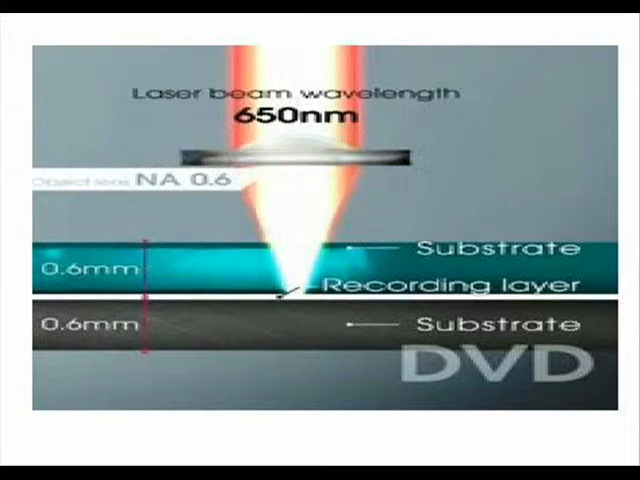 Laser beam wavelength
650nm
Object lens NA 0.6
Substrate
0.6mm
Recording layer
0.6mm
Substrate
DVD